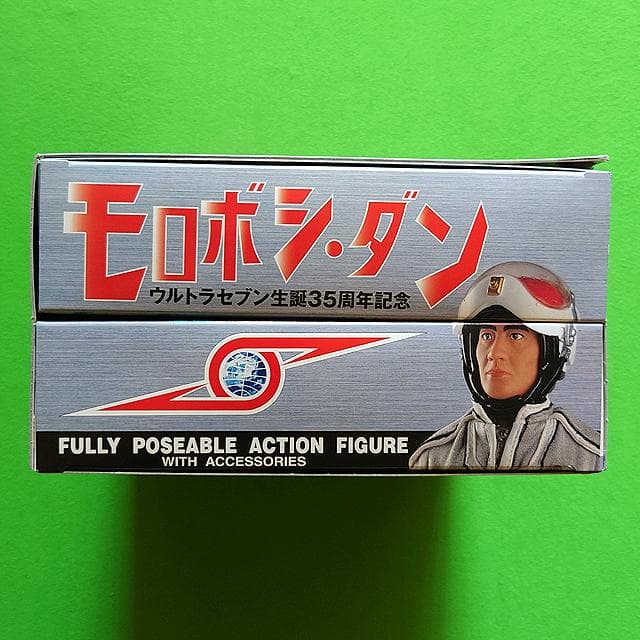 モロボシ・ダン
ウルトラセブン生誕35周年記念
FULLY POSEABLE ACTION FIGURE
WITH ACCESSORIES